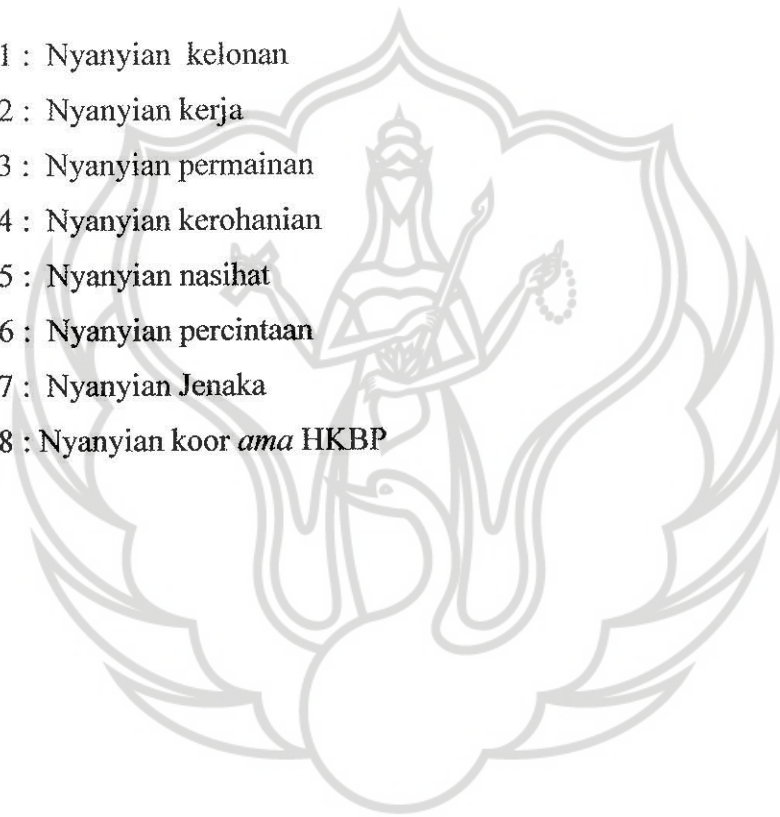 1 : Nyanyian kelonan
2 : Nyanyian kerja
3 : Nyanyian permainan
4 : Nyanyian kerohanian
5 : Nyanyian nasihat
6 : Nyanyian percintaan
7 : Nyanyian Jenaka
8 : Nyanyian koor ama HKBP